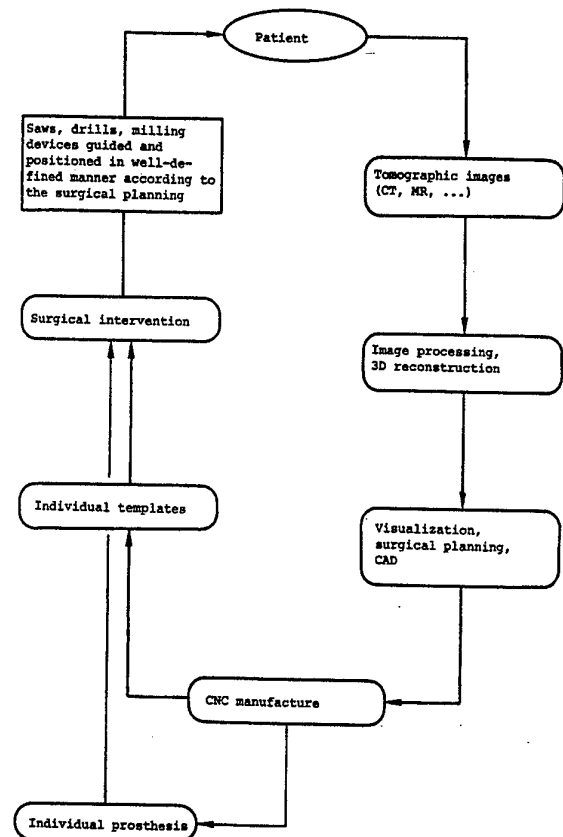 Patient
Saws, drills, milling
devices guided and
positioned in well-de-
fined manner according to
the surgical planning
Tomographic images
(CT, MR, ...)
Surgical intervention
Image processing,
3D reconstruction
Individual templates
Visualization,
surgical planning,
CAD
CNC manufacture
Individual prosthesis